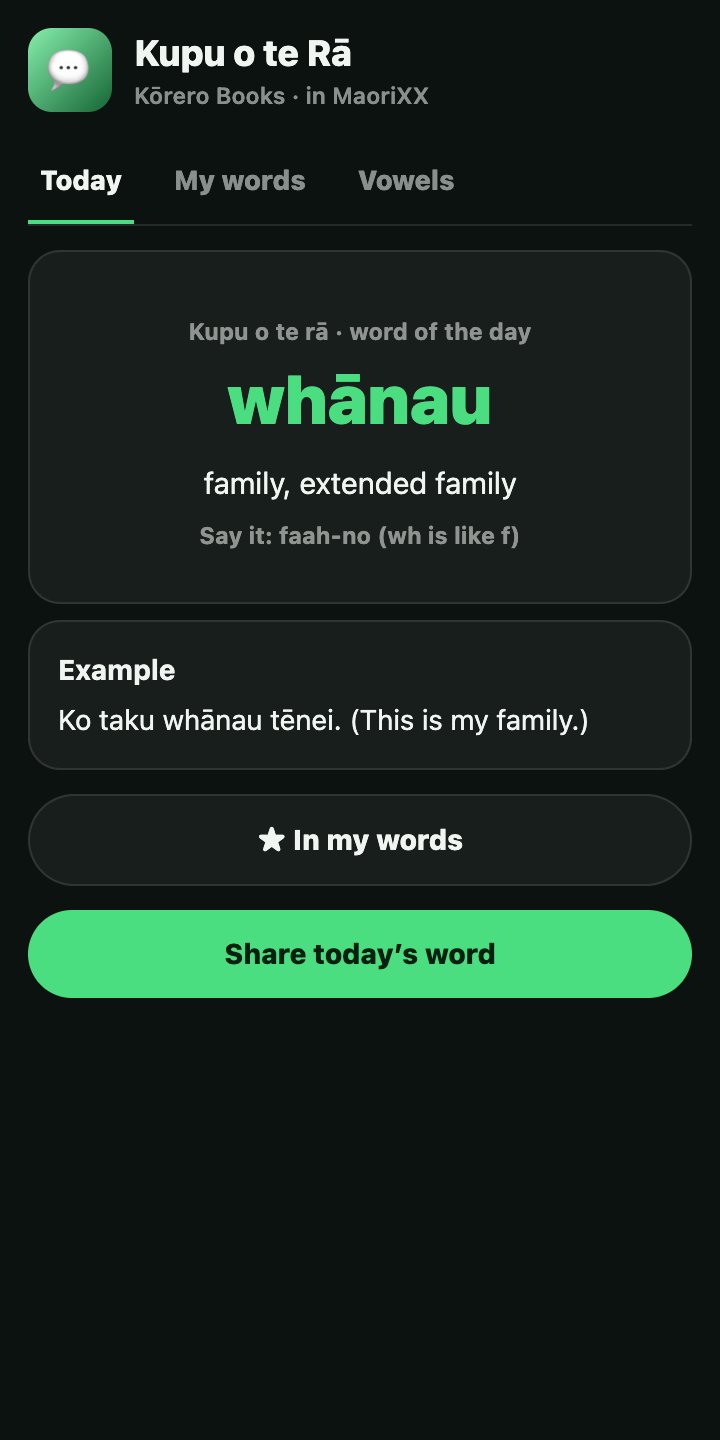 Kupu o te Rā
Kōrero Books · in MaoriXX
Today My words Vowels
Kupu o te rā · word of the day
whānau
family, extended family
Say it: faah-no (wh is like f)
Example
Ko taku whānau tēnei. (This is my family.)
★ In my words
Share today’s word